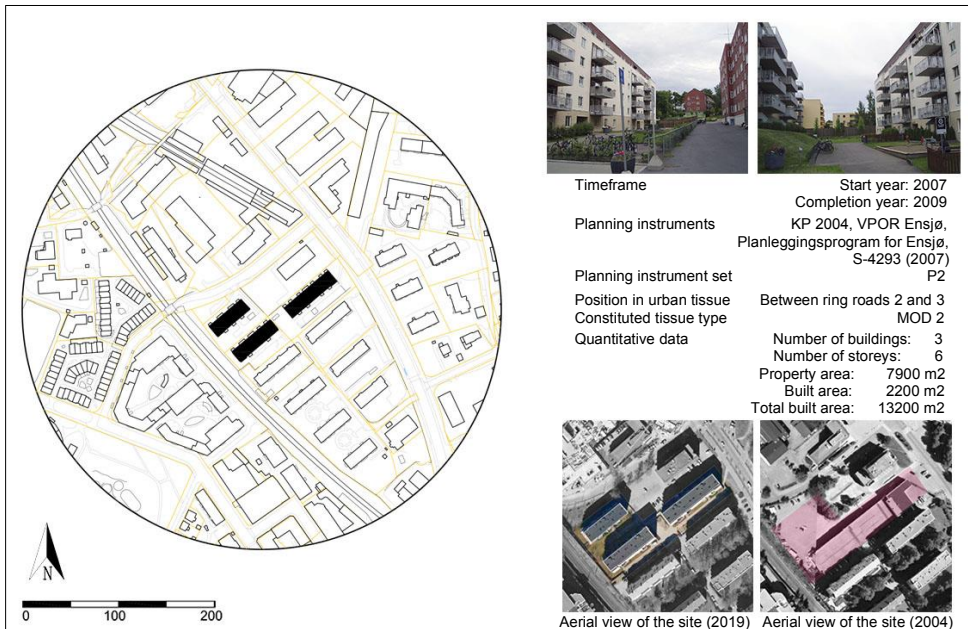 Timeframe Start year: 2007
Completion year: 2009
Planning instruments KP 2004, VPOR Ensjø,
Planleggingsprogram for Ensjø,
S-4293 (2007)
Planning instrument set P2
Position in urban tissue Between ring roads 2 and 3
Constituted tissue type MOD 2
Quantitative data Number of buildings: 3
Number of storeys: 6
Property area: 7900 m2
Built area: 2200 m2
Total built area: 13200 m2
N
0 100 200
Aerial view of the site (2019) Aerial view of the site (2004)